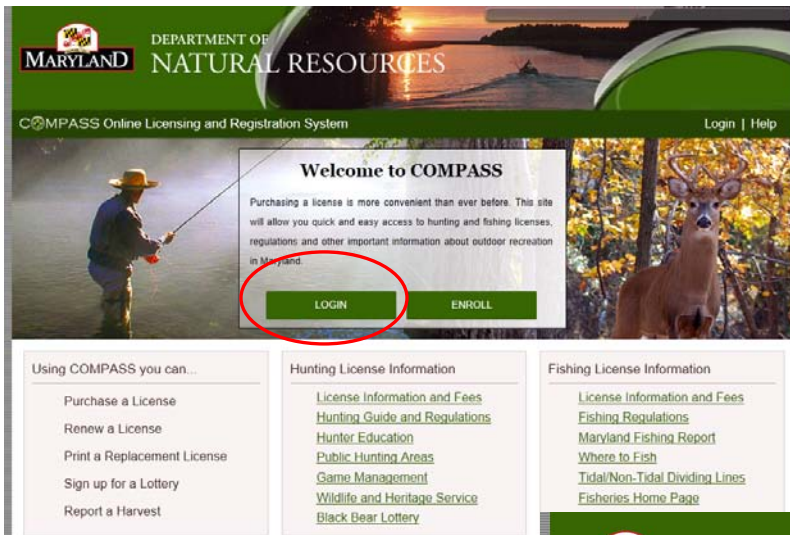 MARYLAND
DEPARTMENT OF
NATURAL RESOURCES
COMPASS Online Licensing and Registration System
Login | Help
Welcome to COMPASS
Purchasing a license is more convenient than ever before. This site
will allow you quick and easy access to hunting and fishing licenses,
regulations and other important information about outdoor recreation
in Maryland.
LOGIN
ENROLL
Using COMPASS you can...
Purchase a License
Renew a License
Print a Replacement License
Sign up for a Lottery
Report a Harvest
Hunting License Information
License Information and Fees
Hunting Guide and Regulations
Hunter Education
Public Hunting Areas
Game Management
Wildlife and Heritage Service
Black Bear Lottery
Fishing License Information
License Information and Fees
Fishing Regulations
Maryland Fishing Report
Where to Fish
Tidal/Non-Tidal Dividing Lines
Fisheries Home Page